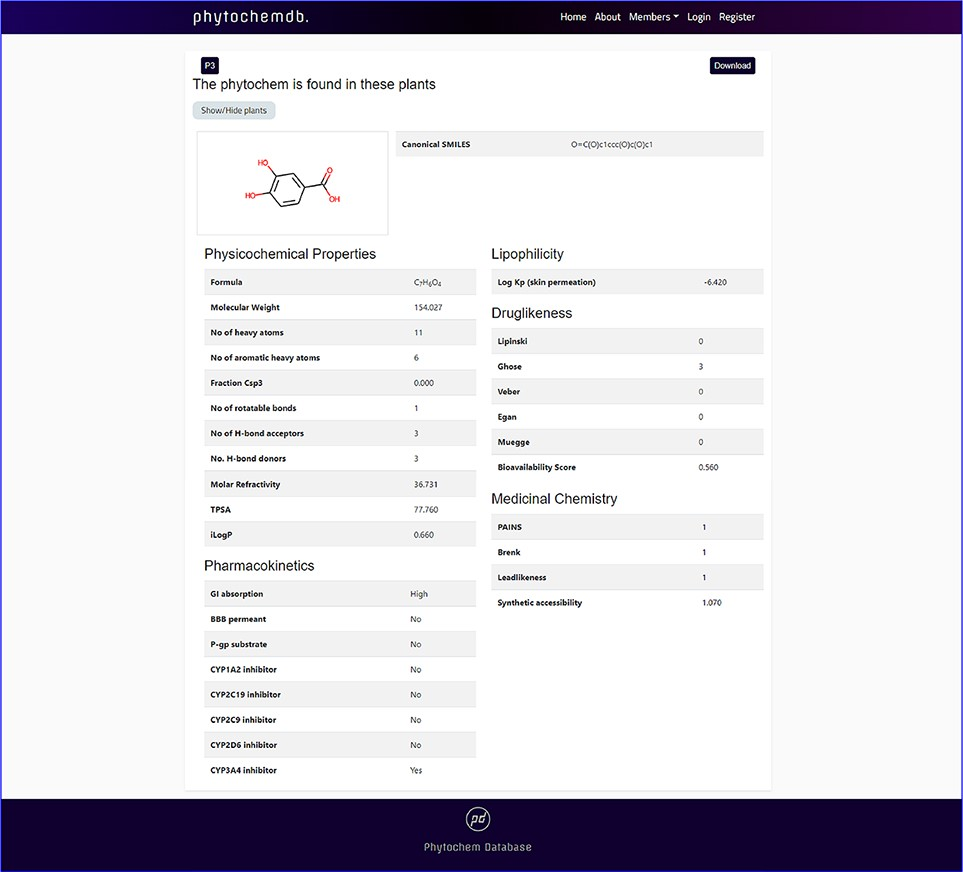 phytochemdb.
Home About Members Login Register
P3
Download
The phytochem is found in these plants
Show/Hide plants
HO
O
HO
OH
Canonical SMILES O=C(O)c1ccc(O)c(O)c1
Physicochemical Properties
Formula C₇H₆O₄
Molecular Weight 154.027
No of heavy atoms 11
No of aromatic heavy atoms 6
Fraction Csp3 0.000
No of rotatable bonds 1
No of H-bond acceptors 3
No. H-bond donors 3
Molar Refractivity 36.731
TPSA 77.760
iLogP 0.660
Pharmacokinetics
GI absorption High
BBB permeant No
P-gp substrate No
CYP1A2 inhibitor No
CYP2C19 inhibitor No
CYP2C9 inhibitor No
CYP2D6 inhibitor No
CYP3A4 inhibitor Yes
Lipophilicity
Log Kp (skin permeation) -6.420
Druglikeness
Lipinski 0
Ghose 3
Veber 0
Egan 0
Muegge 0
Bioavailability Score 0.560
Medicinal Chemistry
PAINS 1
Brenk 1
Leadlikeness 1
Synthetic accessibility 1.070
pd
Phytochem Database